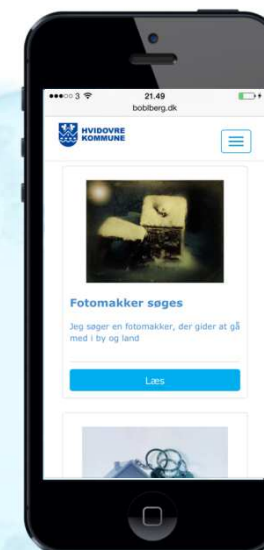 3
21.49
boblberg.dk
HVIDOVRE
KOMMUNE
Fotomakker søges
Jeg søger en fotomakker, der gider at gå
med i by og land
Læs